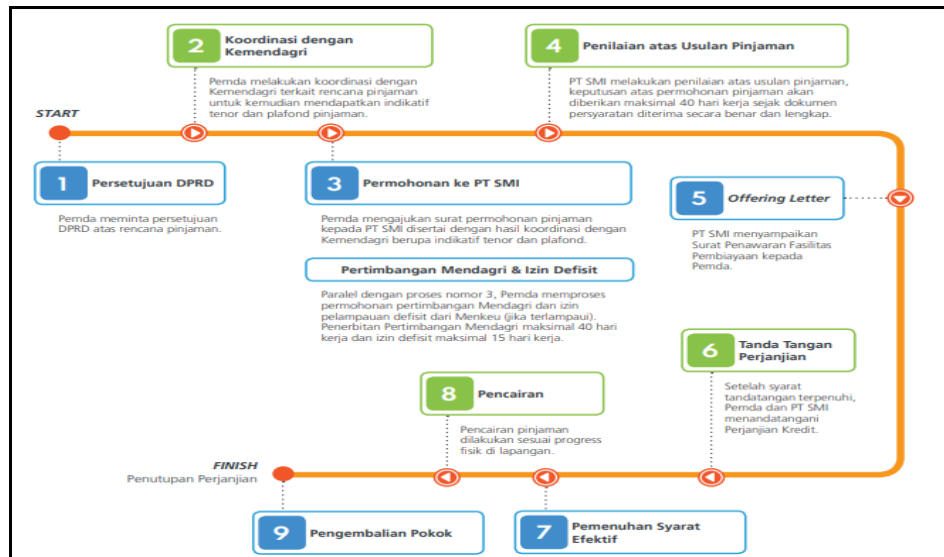 START
1
Persetujuan DPRD
Pemda meminta persetujuan
DPRD atas rencana pinjaman.
2
Koordinasi dengan
Kemendagri
Pemda melakukan koordinasi dengan
Kemendagri terkait rencana pinjaman
untuk kemudian mendapatkan indikatif
tenor dan plafond pinjaman.
3
Permohonan ke PT SMI
Pemda mengajukan surat permohonan pinjaman
kepada PT SMI disertai dengan hasil koordinasi dengan
Kemendagri berupa indikatif tenor dan plafond.
Pertimbangan Mendagri & Izin Defisit
Paralel dengan proses nomor 3, Pemda memproses
permohonan pertimbangan Mendagri dan izin
pelampauan defisit dari Menkeu (jika terlampaui).
Penerbitan Pertimbangan Mendagri maksimal 40 hari
kerja dan izin defisit maksimal 15 hari kerja.
4
Penilaian atas Usulan Pinjaman
PT SMI melakukan penilaian atas usulan pinjaman,
keputusan atas permohonan pinjaman akan
diberikan maksimal 40 hari kerja sejak dokumen
persyaratan diterima secara benar dan lengkap.
5
Offering Letter
PT SMI menyampaikan
Surat Penawaran Fasilitas
Pembiayaan kepada
Pemda.
6
Tanda Tangan
Perjanjian
Setelah syarat
tandatangan terpenuhi,
Pemda dan PT SMI
menandatangani
Perjanjian Kredit.
7
Pemenuhan Syarat
Efektif
8
Pencairan
Pencairan pinjaman
dilakukan sesuai progress
fisik di lapangan.
9
Pengembalian Pokok
FINISH
Penutupan Perjanjian